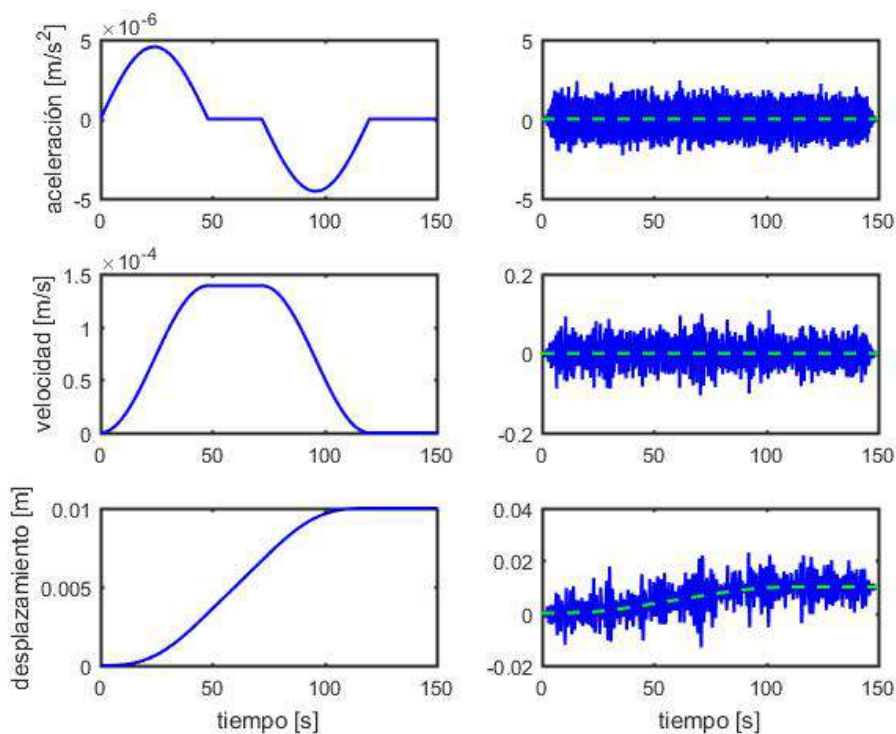 ×10⁻⁶
5
0
-5
aceleración [m/s²]
0 50 100 150
5
0
-5
0 50 100 150
×10⁻⁴
1.5
1
0.5
0
velocidad [m/s]
0 50 100 150
0.2
0
-0.2
0 50 100 150
0.01
0.005
0
desplazamiento [m]
0 50 100 150
tiempo [s]
0.04
0.02
0
-0.02
0 50 100 150
tiempo [s]